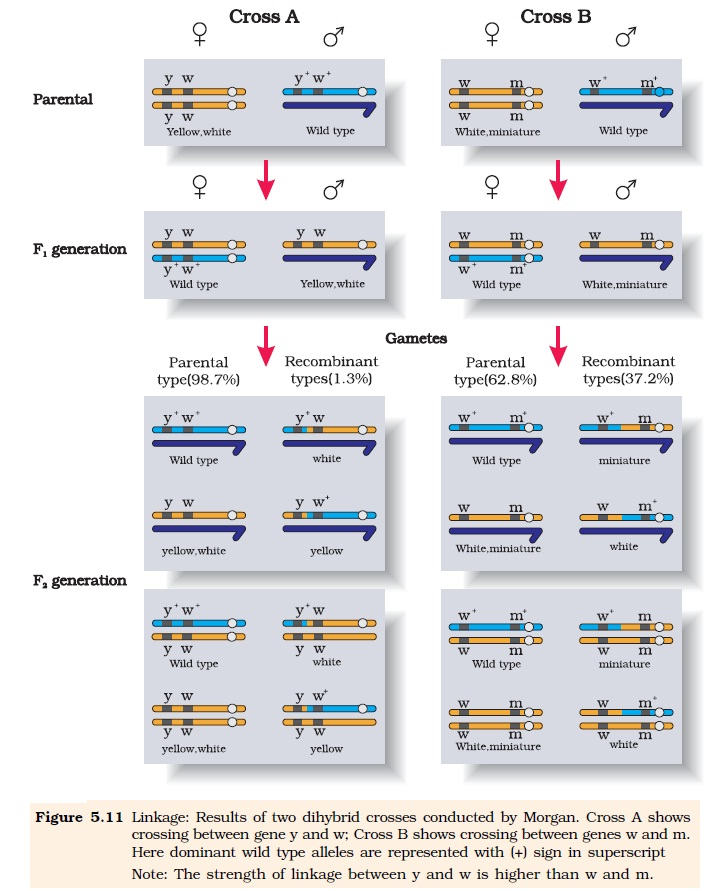 Cross A
Cross B
♀ ♂ ♀ ♂
Parental
y w
y⁺ w⁺
w m
w⁺ m⁺
y w
w m
Yellow,white
Wild type
White,miniature
Wild type
♀ ♂ ♀ ♂
F₁ generation
y w
y w
w m
w m
y⁺ w⁺
w⁺ m⁺
Wild type
Yellow,white
Wild type
White,miniature
Gametes
Parental type(98.7%)
Recombinant types(1.3%)
Parental type(62.8%)
Recombinant types(37.2%)
y⁺ w⁺
y⁺ w
w⁺ m⁺
w⁺ m
Wild type
white
Wild type
miniature
y w
y w⁺
w m
w m⁺
yellow,white
yellow
White,miniature
white
F₂ generation
y⁺ w⁺
y⁺ w
w⁺ m⁺
w⁺ m
y w
y w
w m
w m
Wild type
white
Wild type
miniature
y w
y w⁺
w m
w m⁺
y w
y w
w m
w m
yellow,white
yellow
White,miniature
white
Figure 5.11 Linkage: Results of two dihybrid crosses conducted by Morgan. Cross A shows
crossing between gene y and w; Cross B shows crossing between genes w and m.
Here dominant wild type alleles are represented with (+) sign in superscript
Note: The strength of linkage between y and w is higher than w and m.